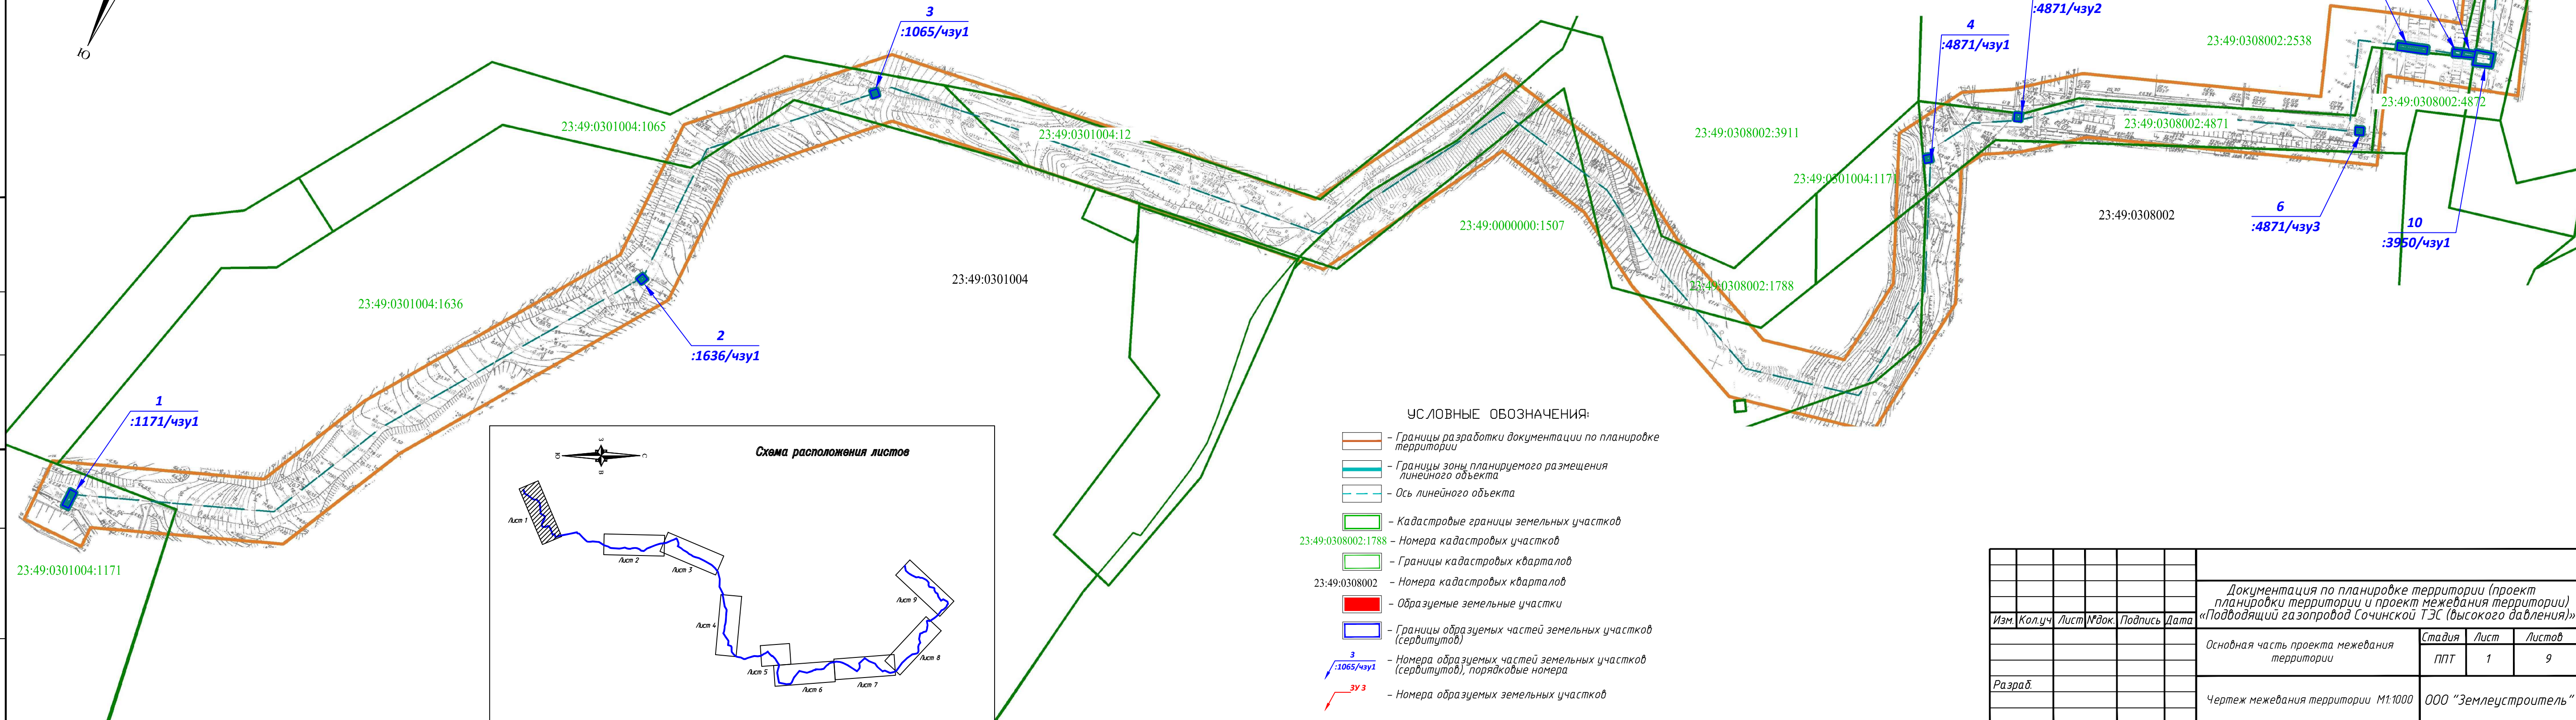 Ю
1
:1171/чзу1
2
:1636/чзу1
3
:1065/чзу1
4
:4871/чзу1
:4871/чзу2
6
:4871/чзу3
10
:3950/чзу1
23:49:0301004:1065
23:49:0301004:12
23:49:0301004:1636
23:49:0301004
23:49:0301004:1171
23:49:0000000:1507
23:49:0308002:3911
23:49:0301004:1171
23:49:0308002:1788
23:49:0308002:2538
23:49:0308002:4872
23:49:0308002:4871
23:49:0308002
Схема расположения листов
З
Ю
С
В
Лист 1
Лист 2
Лист 3
Лист 4
Лист 5
Лист 6
Лист 7
Лист 8
Лист 9
УСЛОВНЫЕ ОБОЗНАЧЕНИЯ:
- Границы разработки документации по планировке
территории
- Границы зоны планируемого размещения
линейного объекта
- Ось линейного объекта
- Кадастровые границы земельных участков
23:49:0308002:1788 - Номера кадастровых участков
- Границы кадастровых кварталов
23:49:0308002 - Номера кадастровых кварталов
- Образуемые земельные участки
- Границы образуемых частей земельных участков
(сервитутов)
3
:1065/чзу1
- Номера образуемых частей земельных участков
(сервитутов), порядковые номера
ЗУ 3
- Номера образуемых земельных участков
Документация по планировке территории (проект
планировки территории и проект межевания территории)
«Подводящий газопровод Сочинской ТЭС (высокого давления)»
Изм. Кол.уч Лист №док. Подпись Дата
Основная часть проекта межевания
территории
Стадия Лист Листов
ППТ 1 9
Разраб.
Чертеж межевания территории М1:1000
ООО "Землеустроитель"